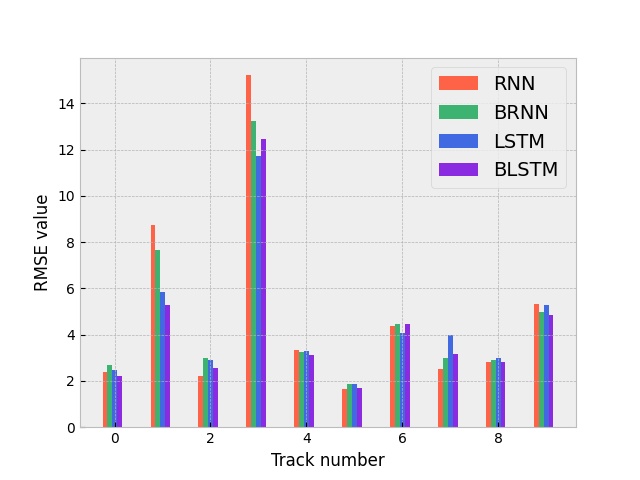 RNN
BRNN
LSTM
BLSTM
RMSE value
14
12
10
8
6
4
2
0
0 2 4 6 8
Track number